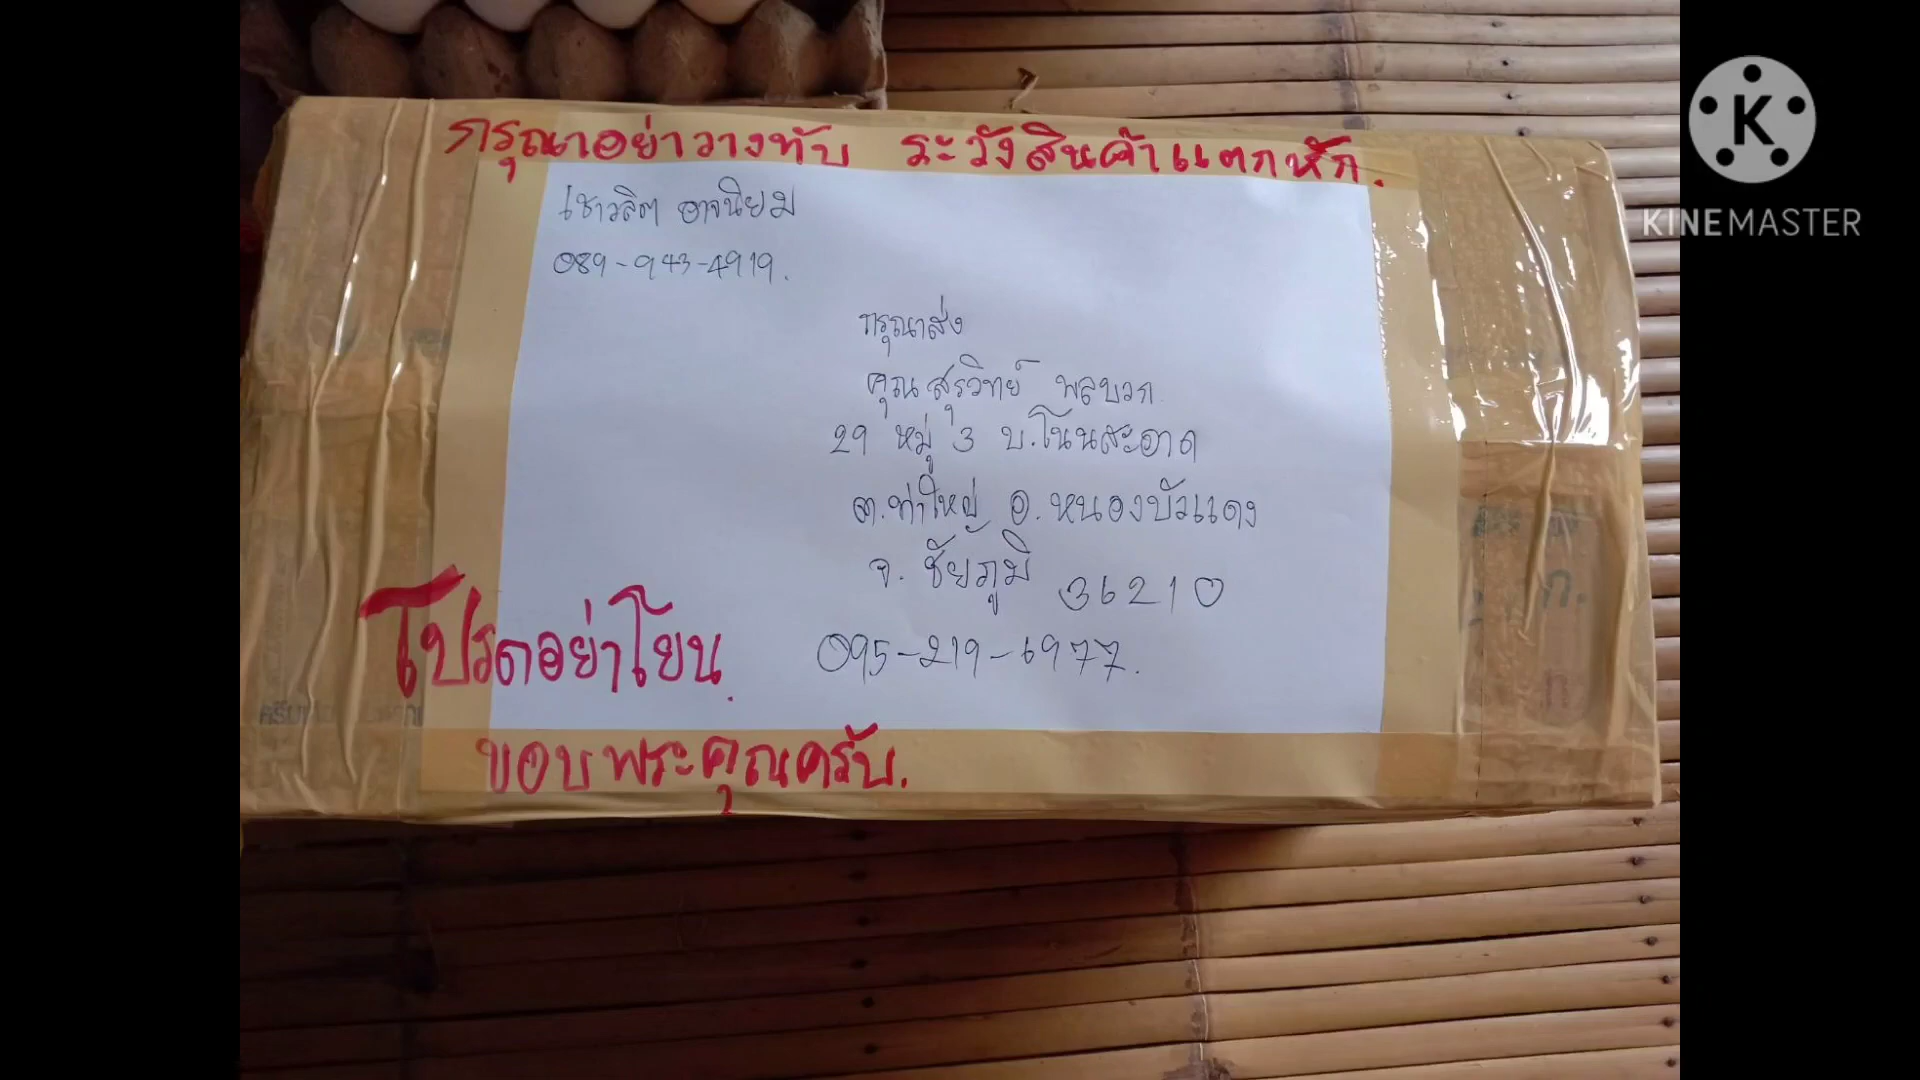 กรุณาอย่าวางทับ ระวังสินค้าแตกหัก.
เชาวลิต อาจนิยม
089-943-4919.
กรุณาส่ง
คุณสุรวิทย์ พลบวก
29 หมู่ 3 บ.โนนสะอาด
ต.ท่าใหญ่ อ.หนองบัวแดง
จ. ชัยภูมิ 36210
095-219-6977.
โปรดอย่าโยน.
ขอบพระคุณครับ.
K
KINEMASTER